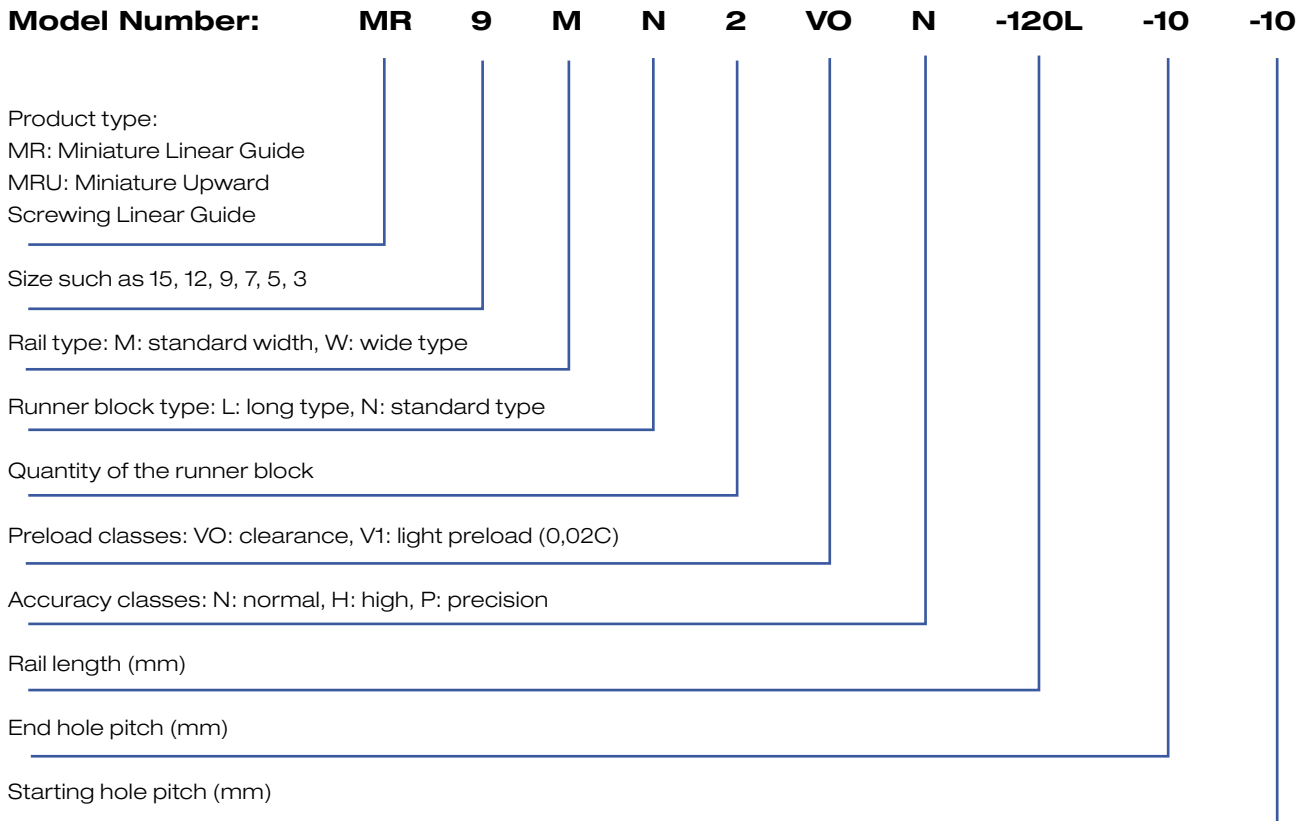 Model Number: MR 9 M N 2 VO N -120L -10 -10
Product type:
MR: Miniature Linear Guide
MRU: Miniature Upward
Screwing Linear Guide
Size such as 15, 12, 9, 7, 5, 3
Rail type: M: standard width, W: wide type
Runner block type: L: long type, N: standard type
Quantity of the runner block
Preload classes: VO: clearance, V1: light preload (0,02C)
Accuracy classes: N: normal, H: high, P: precision
Rail length (mm)
End hole pitch (mm)
Starting hole pitch (mm)